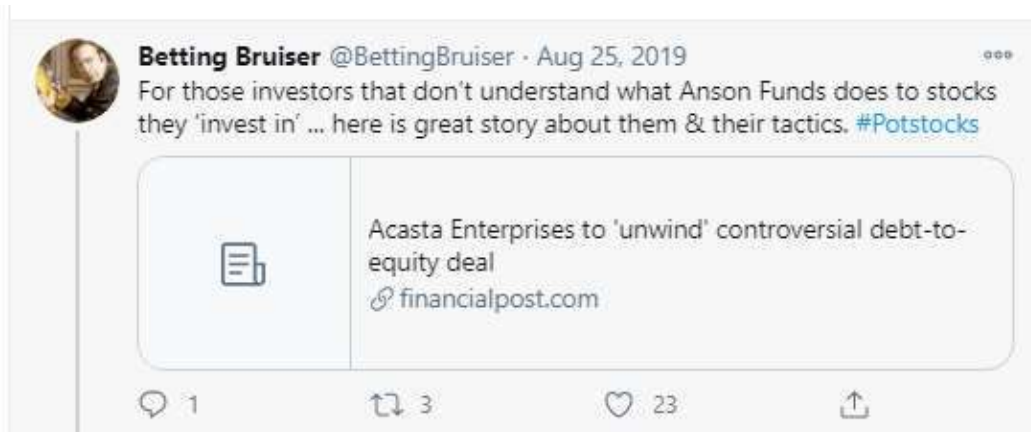 Betting Bruiser @BettingBruiser · Aug 25, 2019
For those investors that don't understand what Anson Funds does to stocks
they 'invest in' ... here is great story about them & their tactics. #Potstocks
Acasta Enterprises to 'unwind' controversial debt-to-
equity deal
financialpost.com
1 3 23